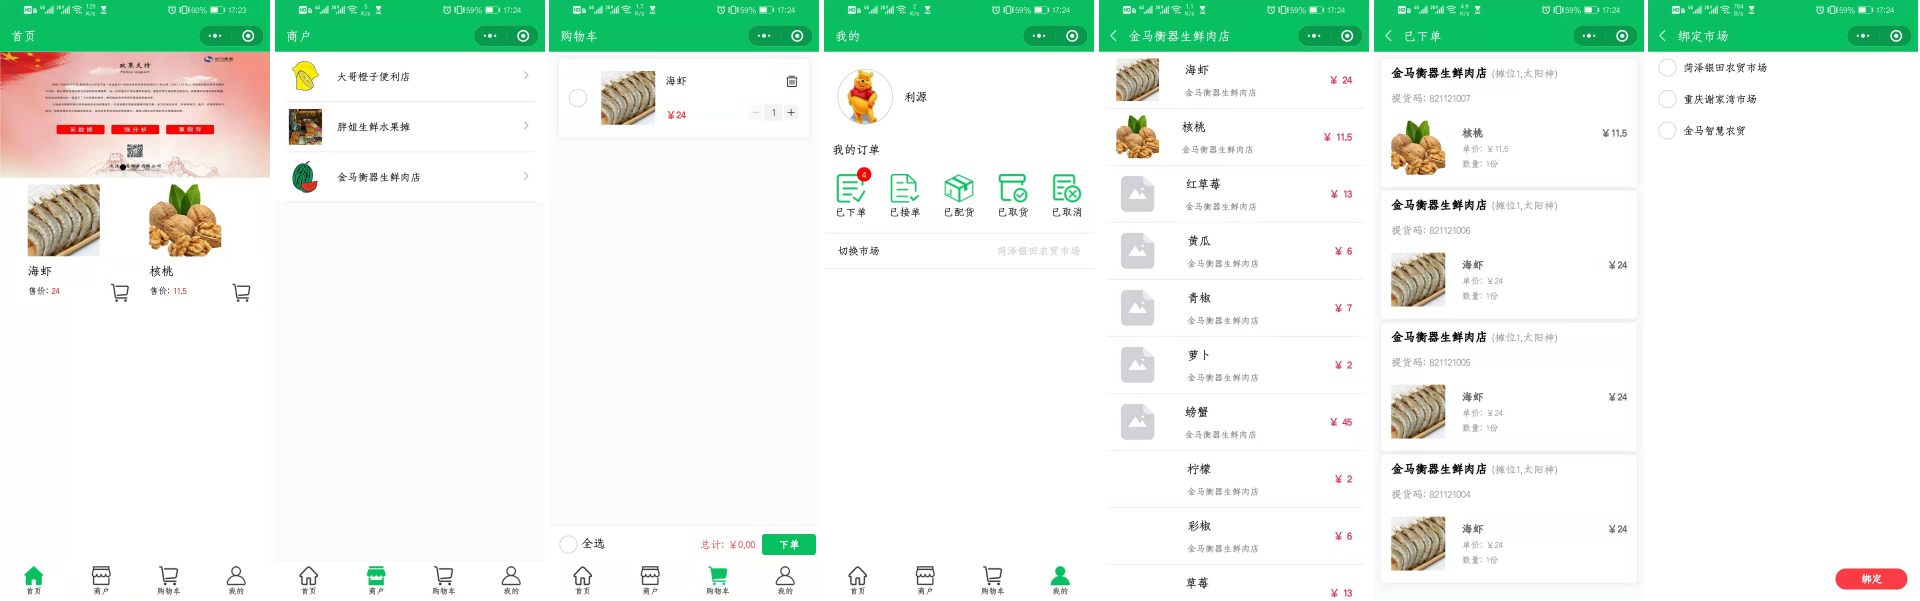 60% 17:23
首页
政策支持
Policy support
采数据
强分析
重领导
海虾
售价: 24
核桃
售价: 11.5
首页
商户
购物车
我的
59% 17:24
商户
大哥橙子便利店
胖姐生鲜水果摊
金马衡器生鲜肉店
首页
商户
购物车
我的
59% 17:24
购物车
海虾
¥24
1
全选
总计: ¥0.00
下单
首页
商户
购物车
我的
59% 17:24
我的
利源
我的订单
4
已下单
已接单
已配货
已取货
已取消
切换市场
菏泽银田农贸市场
首页
商户
购物车
我的
59% 17:24
金马衡器生鲜肉店
海虾
金马衡器生鲜肉店
¥ 24
核桃
金马衡器生鲜肉店
¥ 11.5
红草莓
金马衡器生鲜肉店
¥ 13
黄瓜
金马衡器生鲜肉店
¥ 6
青椒
金马衡器生鲜肉店
¥ 7
萝卜
金马衡器生鲜肉店
¥ 2
螃蟹
金马衡器生鲜肉店
¥ 45
柠檬
金马衡器生鲜肉店
¥ 2
彩椒
金马衡器生鲜肉店
¥ 6
草莓
¥ 13
59% 17:24
已下单
金马衡器生鲜肉店 (摊位1,太阳神)
提货码: 821121007
核桃
¥11.5
单价: ¥11.5
数量: 1份
金马衡器生鲜肉店 (摊位1,太阳神)
提货码: 821121006
海虾
¥24
单价: ¥24
数量: 1份
金马衡器生鲜肉店 (摊位1,太阳神)
提货码: 821121005
海虾
¥24
单价: ¥24
数量: 1份
金马衡器生鲜肉店 (摊位1,太阳神)
提货码: 821121004
海虾
¥24
单价: ¥24
数量: 1份
59% 17:24
绑定市场
菏泽银田农贸市场
重庆谢家湾市场
金马智慧农贸
绑定